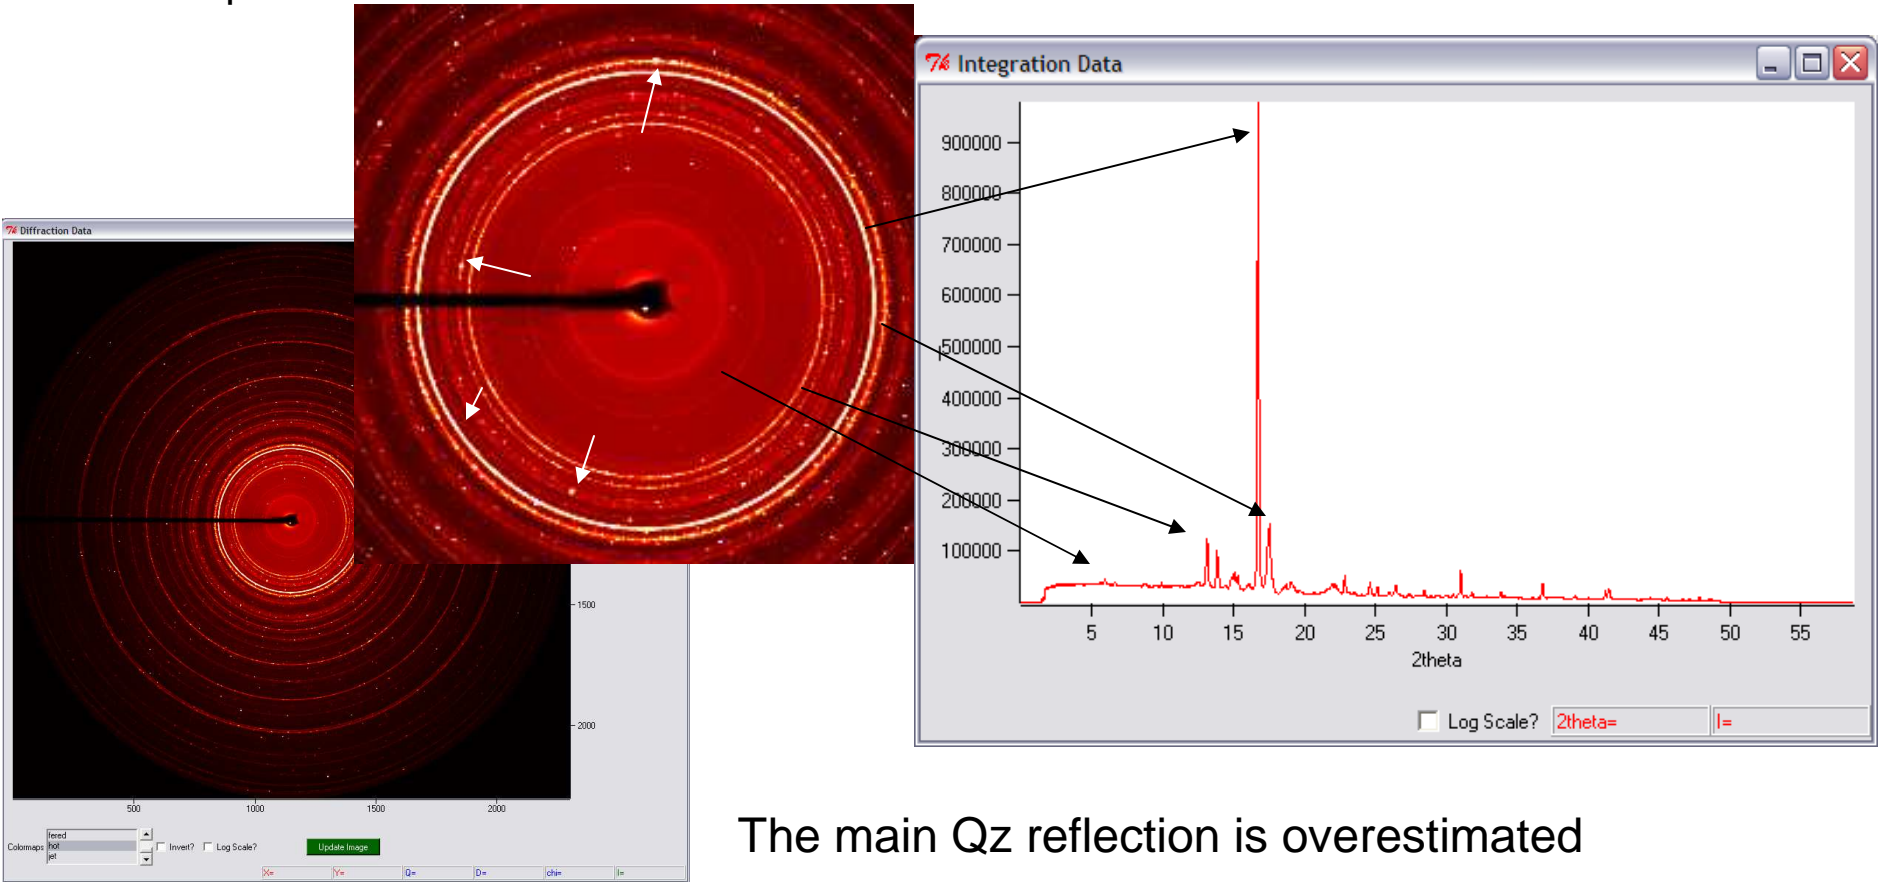 Integration Data
900000
800000
700000
600000
500000
400000
300000
200000
100000
5 10 15 20 25 30 35 40 45 50 55
2theta
Log Scale? 2theta= I=
Diffraction Data
1500
2000
500 1000 1500 2000
Colormaps
fered
hot
jet
Invert? Log Scale? Update Image
X= Y= Q= D= chi= I=
The main Qz reflection is overestimated